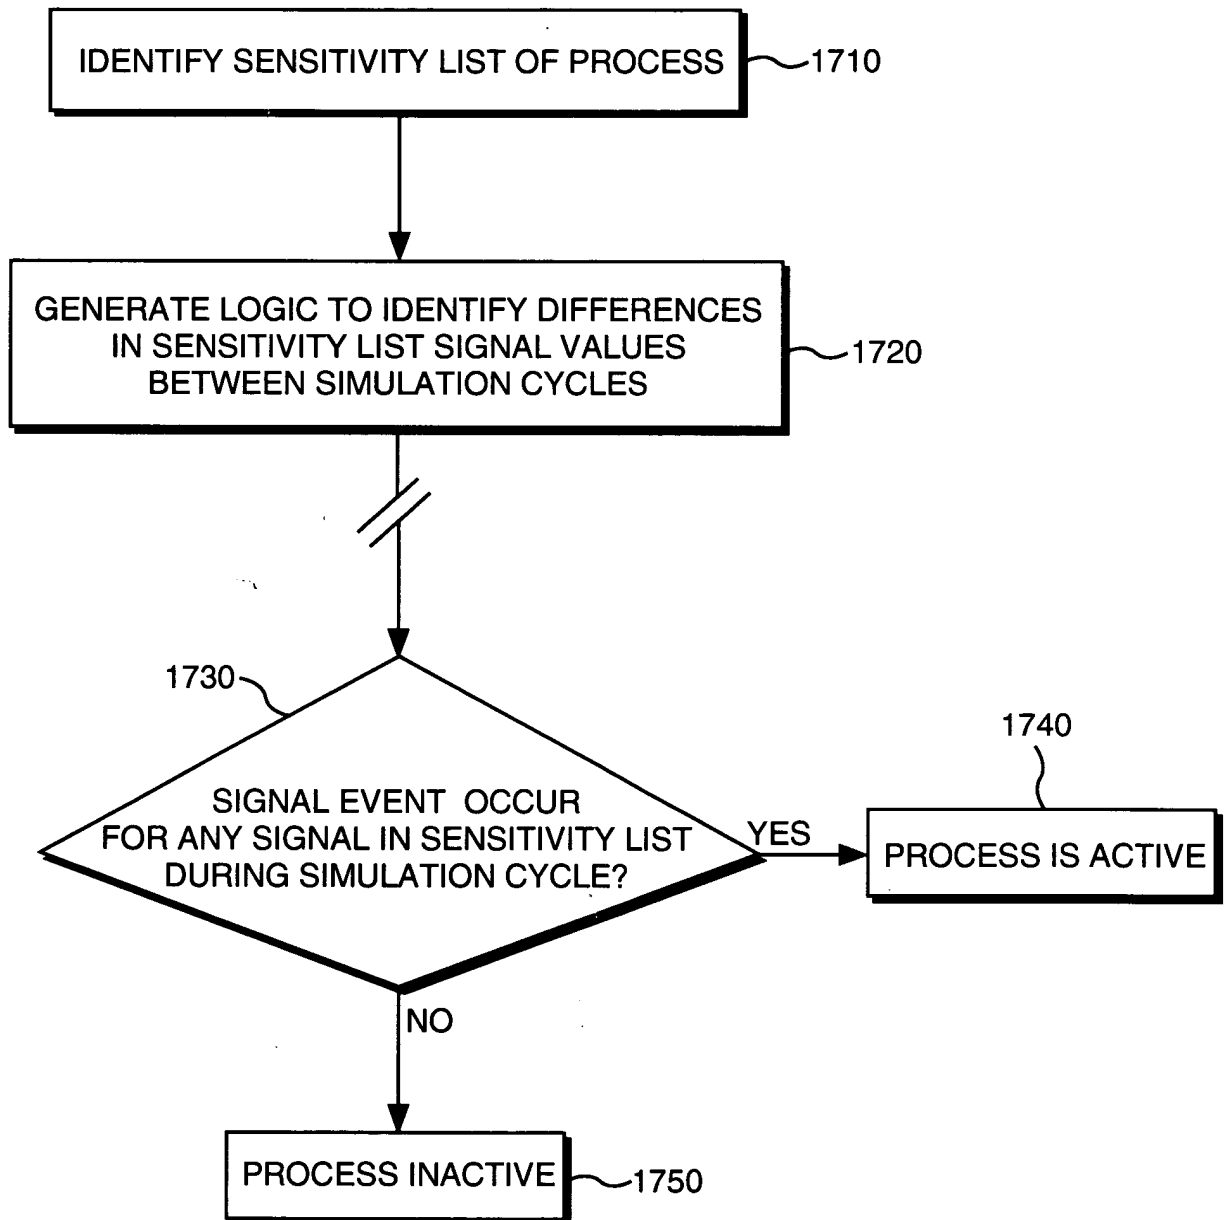 IDENTIFY SENSITIVITY LIST OF PROCESS
1710
GENERATE LOGIC TO IDENTIFY DIFFERENCES
IN SENSITIVITY LIST SIGNAL VALUES
BETWEEN SIMULATION CYCLES
1720
1730
SIGNAL EVENT OCCUR
FOR ANY SIGNAL IN SENSITIVITY LIST
DURING SIMULATION CYCLE?
YES
1740
PROCESS IS ACTIVE
NO
PROCESS INACTIVE
1750